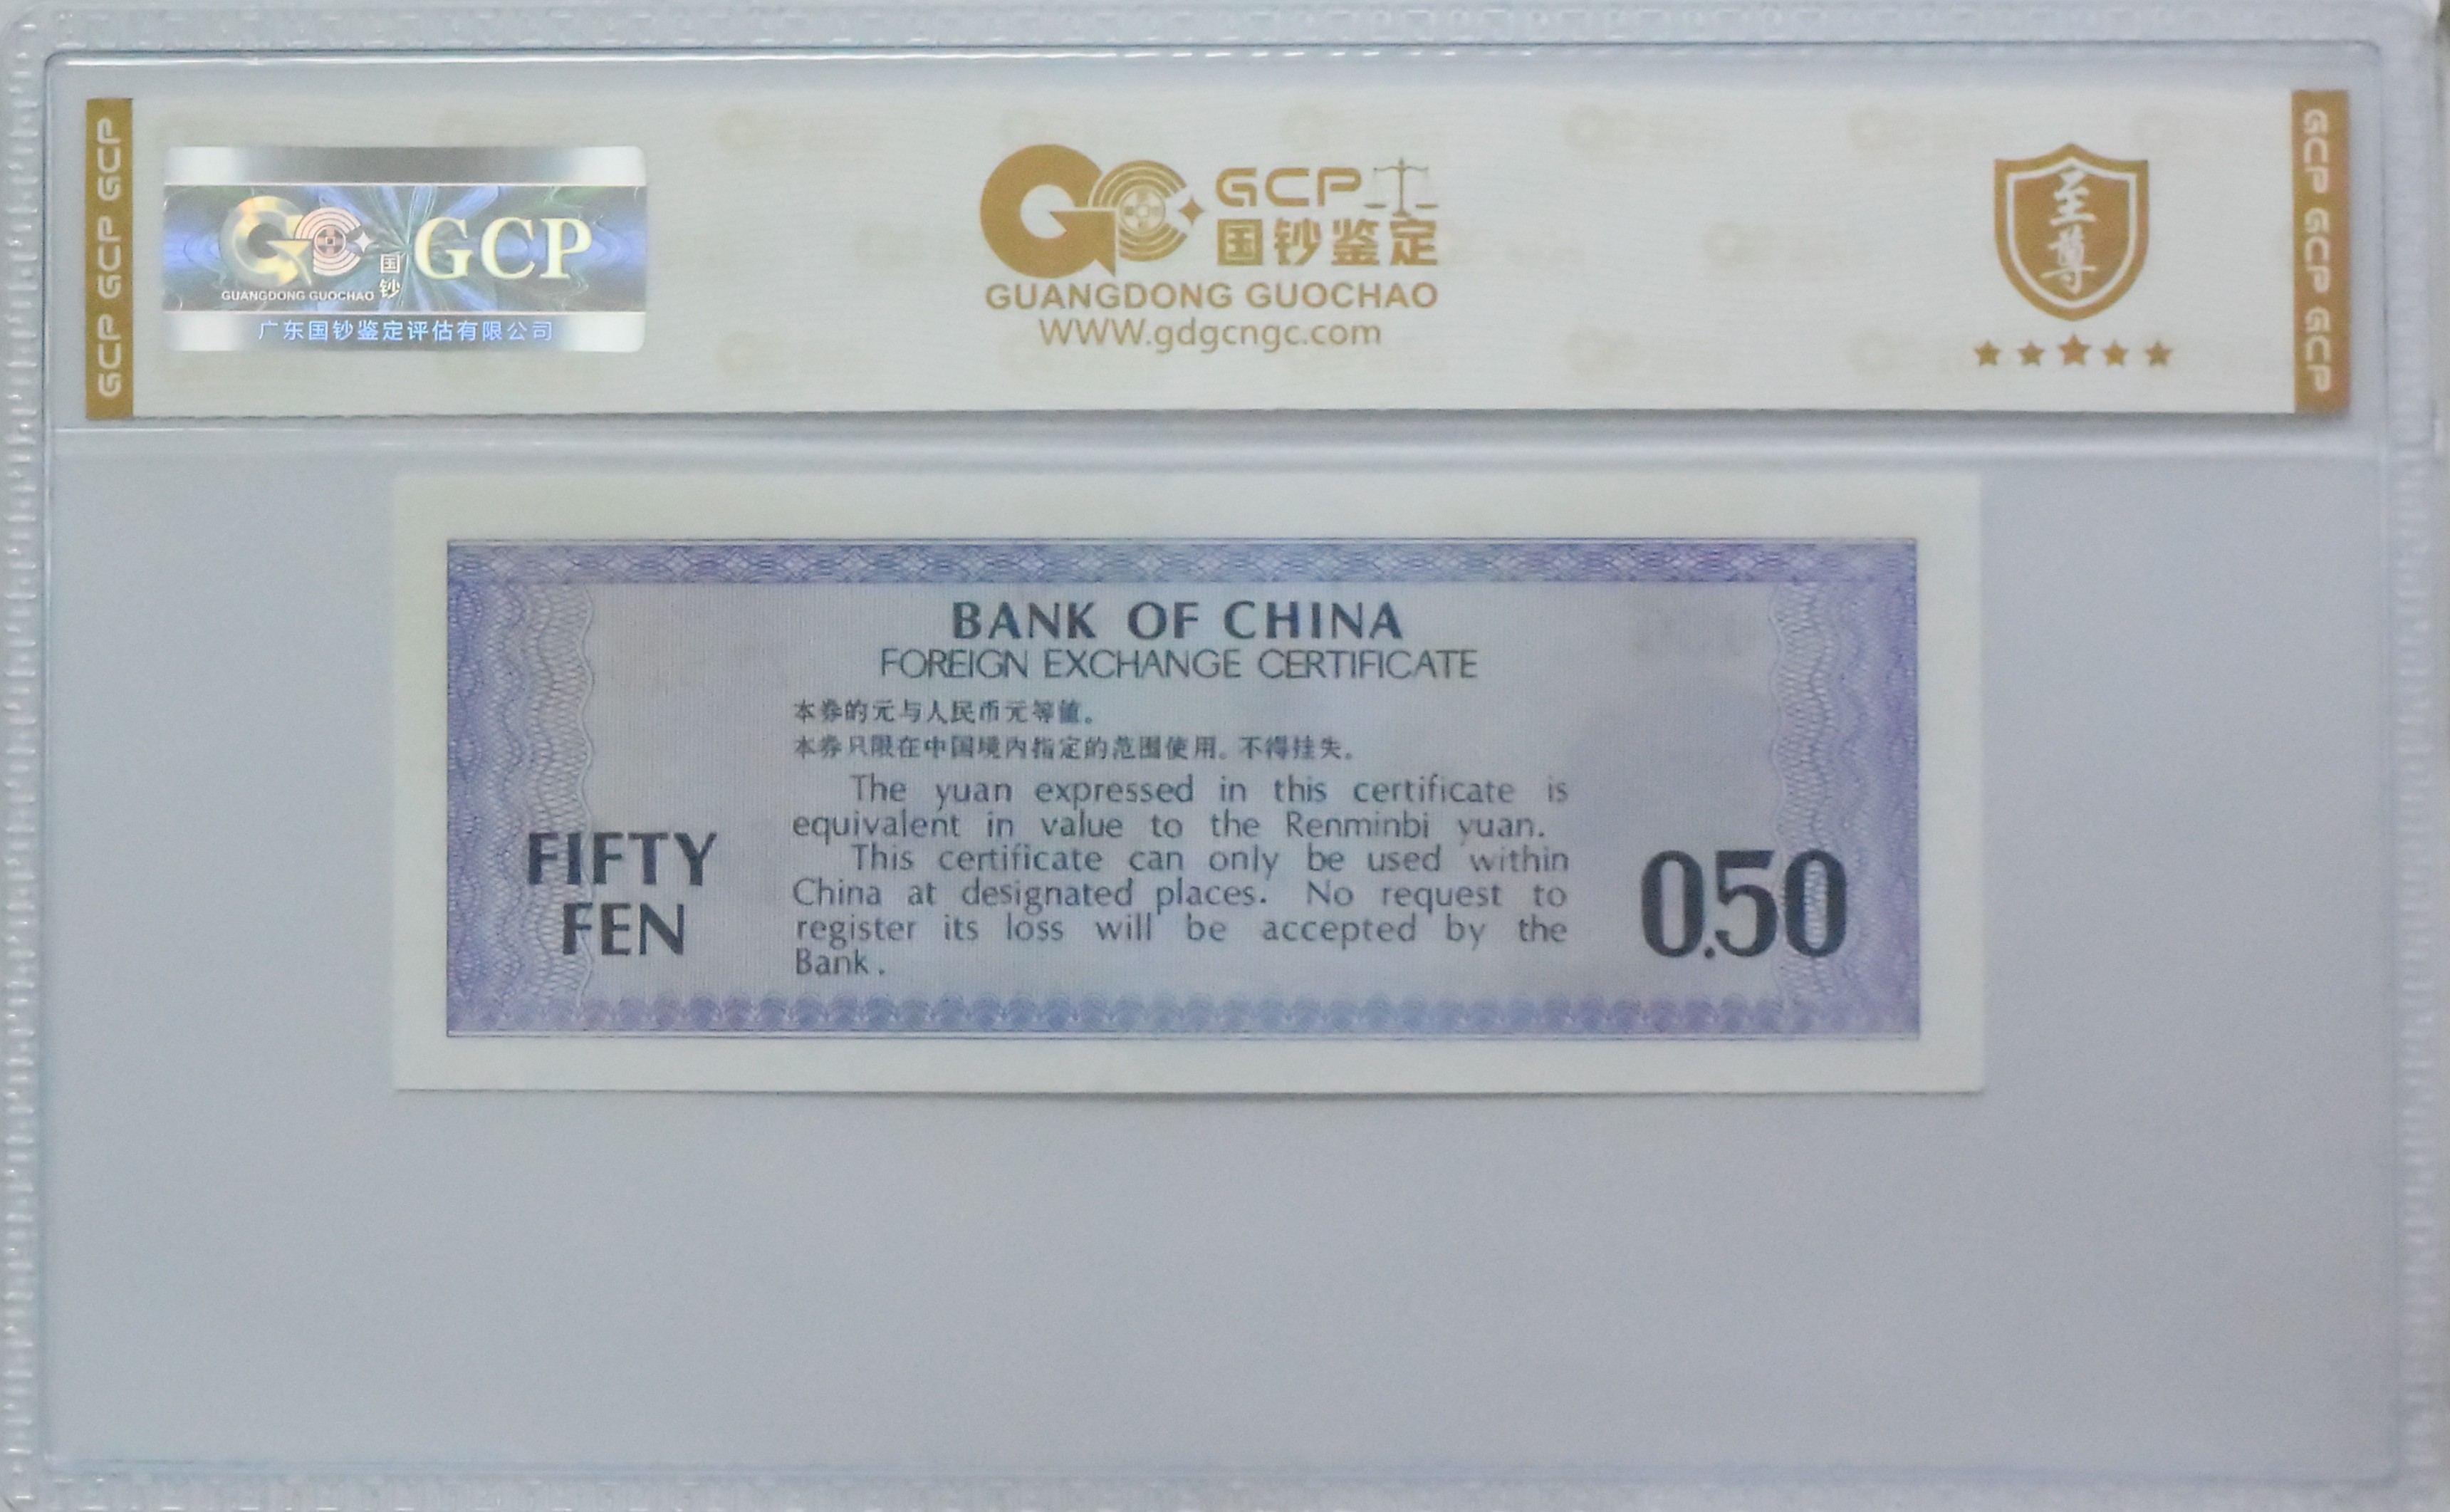 GCP GCP GCP
GUANGDONG GUOCHAO
国钞
GCP
广东国钞鉴定评估有限公司
GCP
国钞鉴定
GUANGDONG GUOCHAO
WWW.gdgcngc.com
至尊
GCP GCP GCP
BANK OF CHINA
FOREIGN EXCHANGE CERTIFICATE
本券的元与人民币元等值。
本券只限在中国境内指定的范围使用。不得挂失。
The yuan expressed in this certificate is
equivalent in value to the Renminbi yuan.
This certificate can only be used within
China at designated places. No request to
register its loss will be accepted by the
Bank.
FIFTY
FEN
0.50